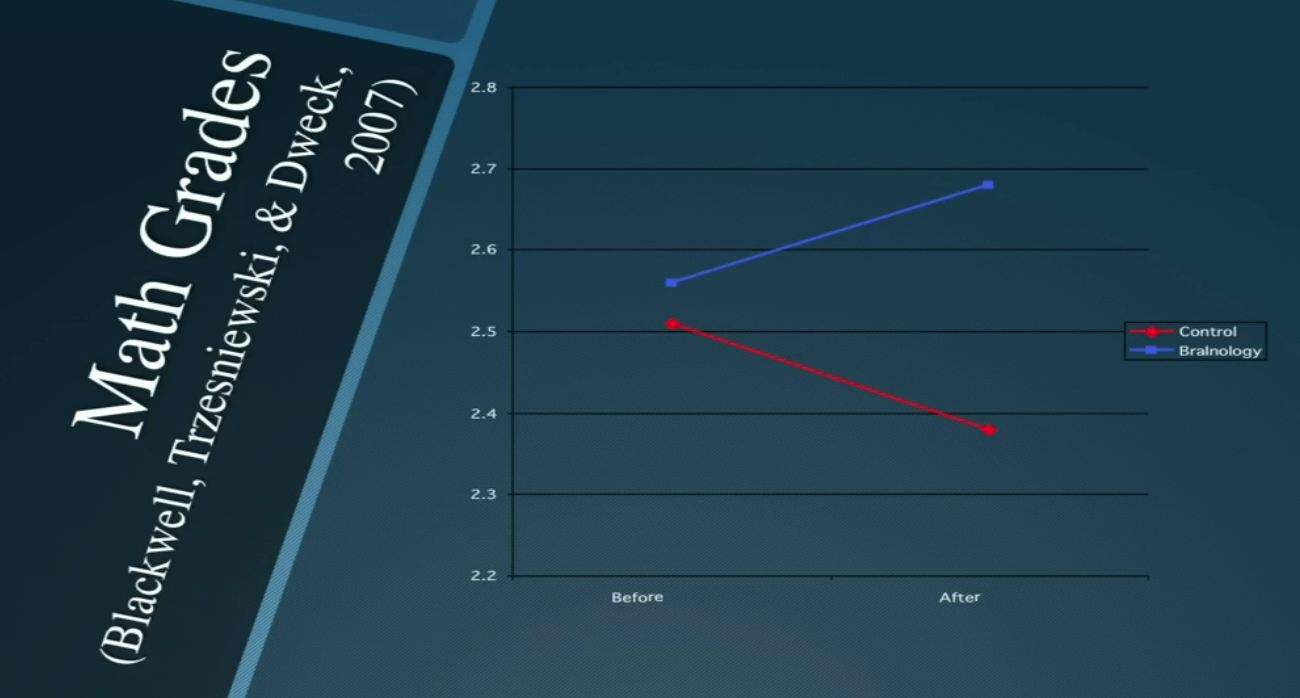 Math Grades
(Blackwell, Trzesniewski, & Dweck,
2007)
2.8
2.7
2.6
2.5
2.4
2.3
2.2
Before After
Control
BraInology